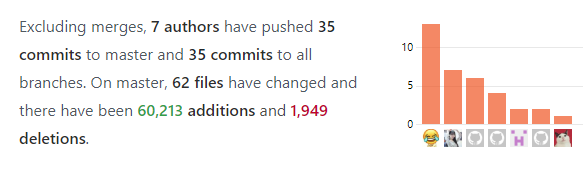 Excluding merges, 7 authors have pushed 35
commits to master and 35 commits to all
branches. On master, 62 files have changed and
there have been 60,213 additions and 1,949
deletions.
10
5
0